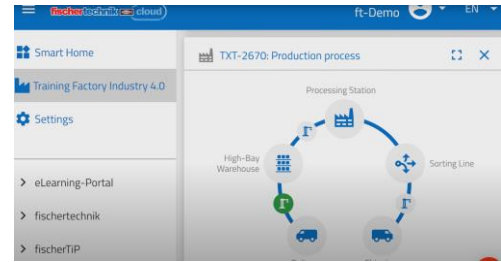 fischertechnik cloud
ft-Demo
EN
Smart Home
TXT-2670: Production process
Training Factory Industry 4.0
Processing Station
Settings
High-Bay
Warehouse
Sorting Line
eLearning-Portal
fischertechnik
fischerTiP